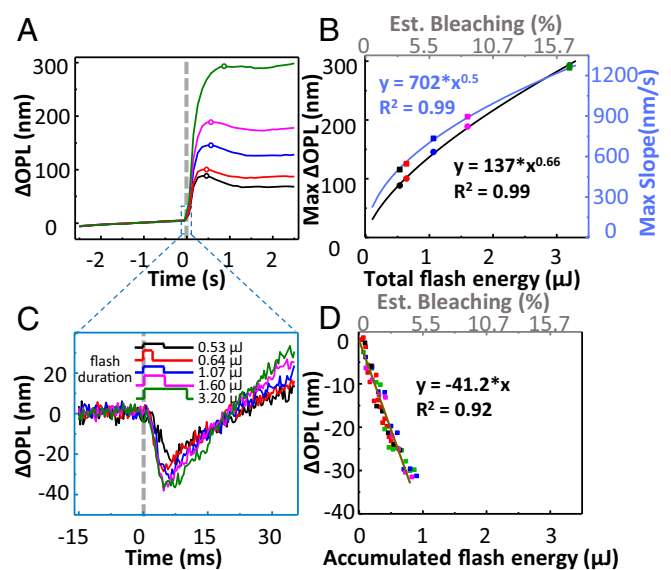 A
ΔOPL (nm)
300
200
100
0
-2 -1 0 1 2
Time (s)
B
Est. Bleaching (%)
0 5.5 10.7 15.7
Max ΔOPL (nm)
300
200
100
0
y = 702*x^0.5
R² = 0.99
y = 137*x^0.66
R² = 0.99
1200
900
600
300
0
Max Slope(nm/s)
0 1 2 3
Total flash energy (μJ)
C
ΔOPL (nm)
20
0
-20
-40
flash
duration
0.53 μJ
0.64 μJ
1.07 μJ
1.60 μJ
3.20 μJ
-15 0 15 30
Time (ms)
D
Est. Bleaching (%)
0 5.5 10.7 15.7
ΔOPL (nm)
0
-10
-20
-30
-40
y = -41.2*x
R² = 0.92
0 1 2 3
Accumulated flash energy (μJ)